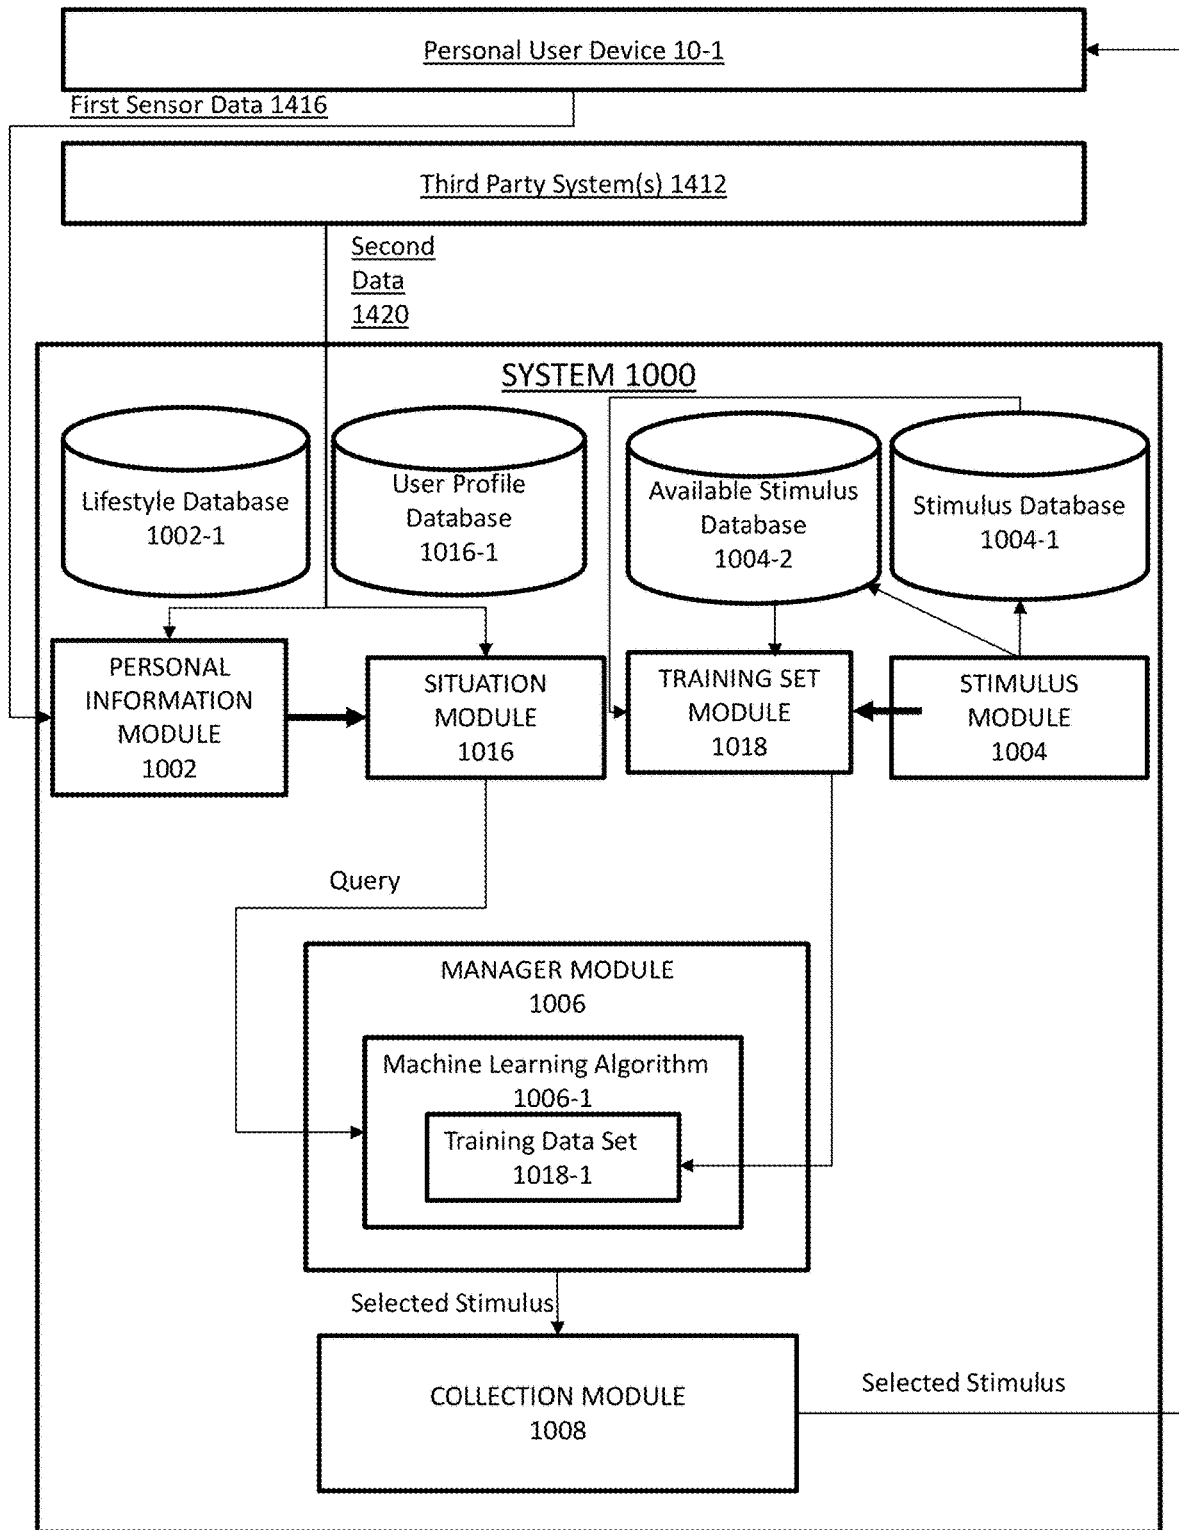 Personal User Device 10-1
First Sensor Data 1416
Third Party System(s) 1412
Second
Data
1420
SYSTEM 1000
Lifestyle Database
1002-1
User Profile
Database
1016-1
Available Stimulus
Database
1004-2
Stimulus Database
1004-1
PERSONAL
INFORMATION
MODULE
1002
SITUATION
MODULE
1016
TRAINING SET
MODULE
1018
STIMULUS
MODULE
1004
Query
MANAGER MODULE
1006
Machine Learning Algorithm
1006-1
Training Data Set
1018-1
Selected Stimulus
COLLECTION MODULE
1008
Selected Stimulus